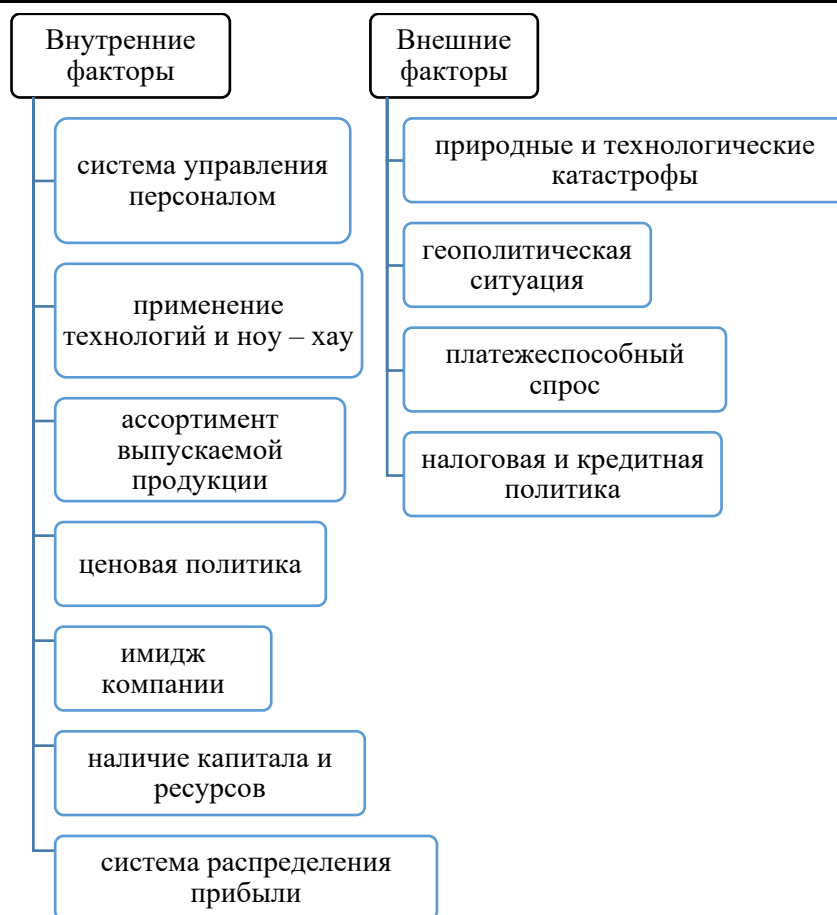 Внутренние
факторы
система управления
персоналом
применение
технологий и ноу – хау
ассортимент
выпускаемой
продукции
ценовая политика
имидж
компании
наличие капитала и
ресурсов
система распределения
прибыли
Внешние
факторы
природные и технологические
катастрофы
геополитическая
ситуация
платежеспособный
спрос
налоговая и кредитная
политика